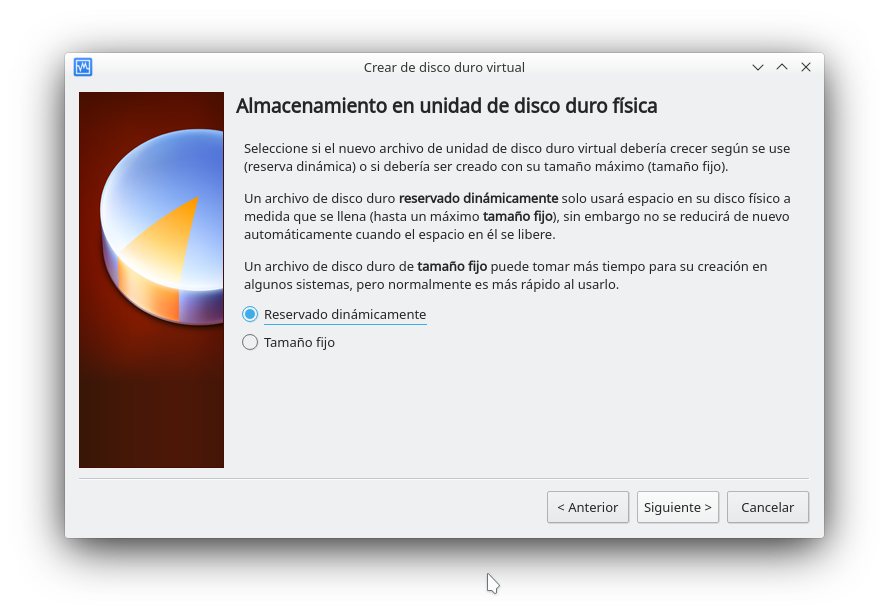 Crear de disco duro virtual
Almacenamiento en unidad de disco duro física
Seleccione si el nuevo archivo de unidad de disco duro virtual debería crecer según se use
(reserva dinámica) o si debería ser creado con su tamaño máximo (tamaño fijo).
Un archivo de disco duro reservado dinámicamente solo usará espacio en su disco físico a
medida que se llena (hasta un máximo tamaño fijo), sin embargo no se reducirá de nuevo
automáticamente cuando el espacio en él se libere.
Un archivo de disco duro de tamaño fijo puede tomar más tiempo para su creación en
algunos sistemas, pero normalmente es más rápido al usarlo.
Reservado dinámicamente
Tamaño fijo
< Anterior
Siguiente >
Cancelar